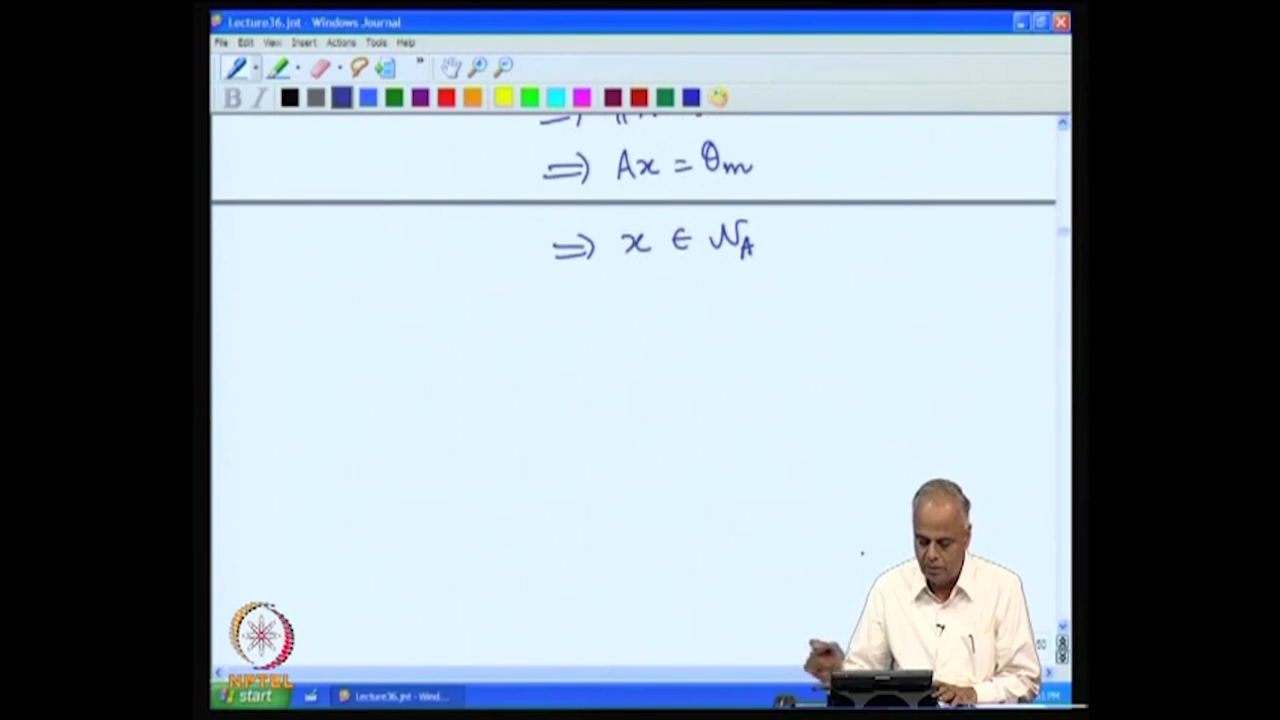 Lecture36.jnt - Windows Journal
File Edit View Insert Actions Tools Help
B I
⟹ Ax = θm
⟹ x ∈ 𝒩A
NPTEL
start Lecture36.jnt - Wind...